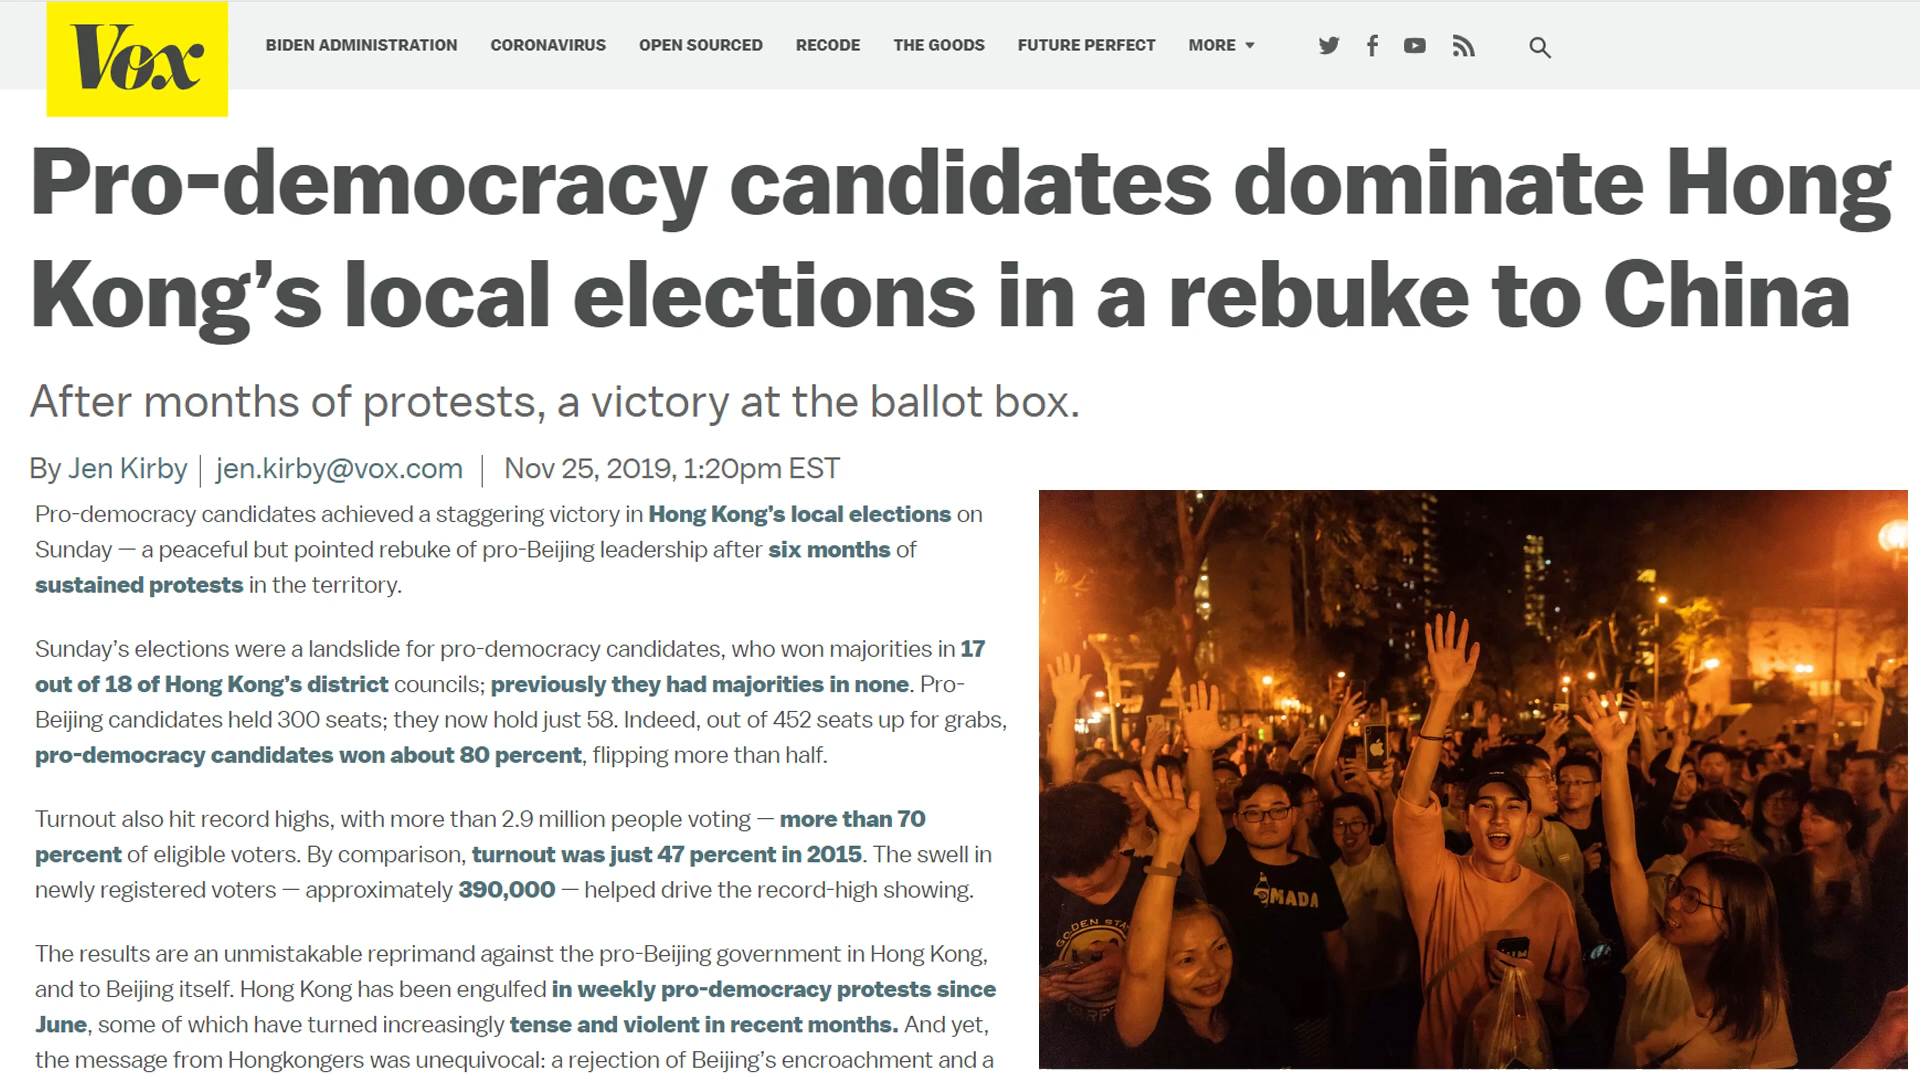 Vox
BIDEN ADMINISTRATION CORONAVIRUS OPEN SOURCED RECODE THE GOODS FUTURE PERFECT MORE
Pro-democracy candidates dominate Hong
Kong’s local elections in a rebuke to China
After months of protests, a victory at the ballot box.
By Jen Kirby | jen.kirby@vox.com | Nov 25, 2019, 1:20pm EST
Pro-democracy candidates achieved a staggering victory in Hong Kong’s local elections on
Sunday — a peaceful but pointed rebuke of pro-Beijing leadership after six months of
sustained protests in the territory.
Sunday’s elections were a landslide for pro-democracy candidates, who won majorities in 17
out of 18 of Hong Kong’s district councils; previously they had majorities in none. Pro-
Beijing candidates held 300 seats; they now hold just 58. Indeed, out of 452 seats up for grabs,
pro-democracy candidates won about 80 percent, flipping more than half.
Turnout also hit record highs, with more than 2.9 million people voting — more than 70
percent of eligible voters. By comparison, turnout was just 47 percent in 2015. The swell in
newly registered voters — approximately 390,000 — helped drive the record-high showing.
The results are an unmistakable reprimand against the pro-Beijing government in Hong Kong,
and to Beijing itself. Hong Kong has been engulfed in weekly pro-democracy protests since
June, some of which have turned increasingly tense and violent in recent months. And yet,
the message from Hongkongers was unequivocal: a rejection of Beijing’s encroachment and a
MADA